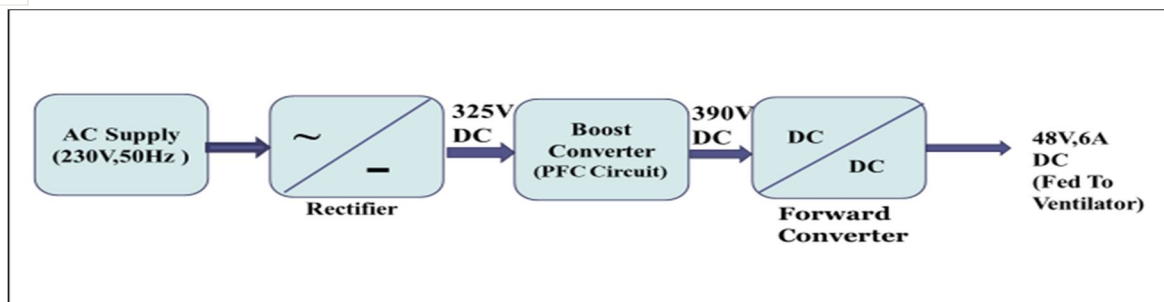 AC Supply
(230V,50Hz )
~
-
Rectifier
325V
DC
Boost
Converter
(PFC Circuit)
390V
DC
DC
DC
Forward
Converter
48V,6A
DC
(Fed To
Ventilator)